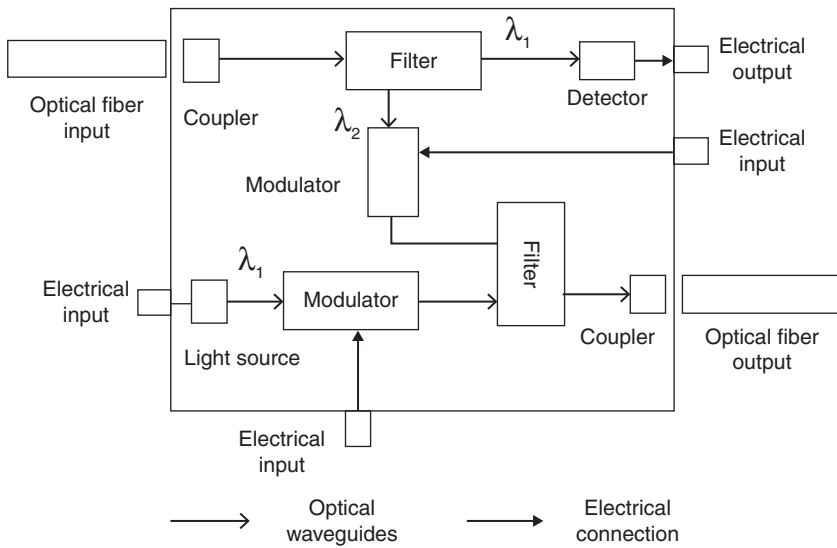 λ1
Filter
Electrical
output
Optical fiber
input
Coupler
Detector
λ2
Electrical
input
Modulator
Filter
λ1
Electrical
input
Modulator
Light source
Coupler
Optical fiber
output
Electrical
input
Optical
waveguides
Electrical
connection